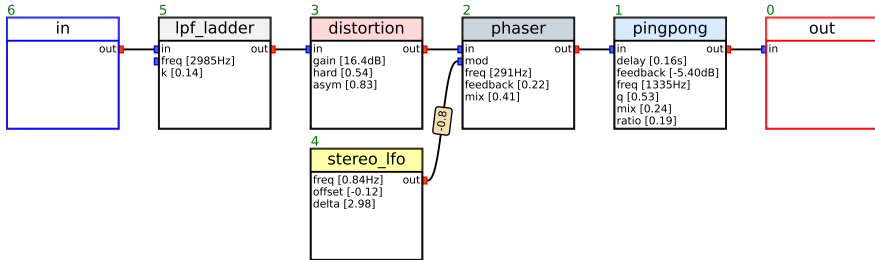 6
in
out
5
lpf_ladder
in out
freq [2985Hz]
k [0.14]
3
distortion
in out
gain [16.4dB]
hard [0.54]
asym [0.83]
2
phaser
in out
mod
freq [291Hz]
feedback [0.22]
mix [0.41]
1
pingpong
in out
delay [0.16s]
feedback [-5.40dB]
freq [1335Hz]
q [0.53]
mix [0.24]
ratio [0.19]
0
out
in
-0.8
4
stereo_lfo
freq [0.84Hz] out
offset [-0.12]
delta [2.98]